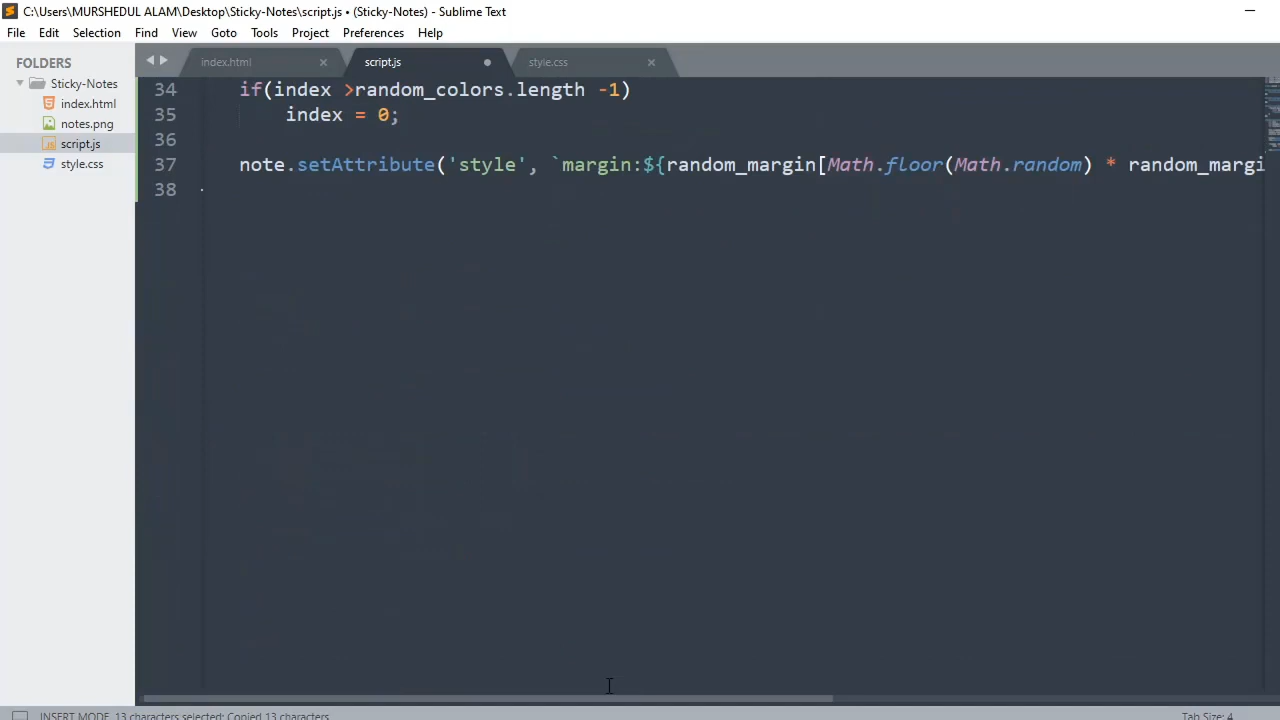 C:\Users\MURSHEDUL ALAM\Desktop\Sticky-Notes\script.js • (Sticky-Notes) - Sublime Text
File Edit Selection Find View Goto Tools Project Preferences Help
FOLDERS
Sticky-Notes
index.html
notes.png
script.js
style.css
index.html script.js style.css
34 if(index >random_colors.length -1)
35 index = 0;
36
37 note.setAttribute('style', `margin:${random_margin[Math.floor(Math.random) * random_margi
38
INSERT MODE, 13 characters selected; Copied 13 characters
Tab Size: 4